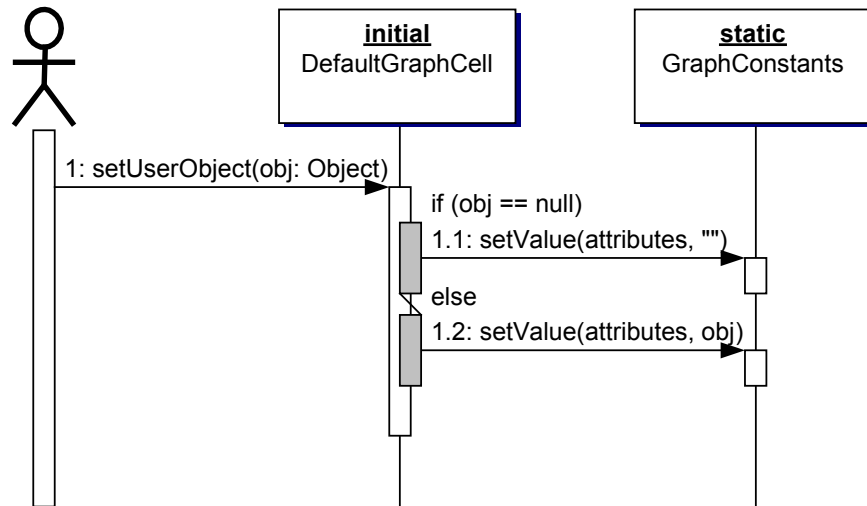 initial
DefaultGraphCell
static
GraphConstants
1: setUserObject(obj: Object)
if (obj == null)
1.1: setValue(attributes, "")
else
1.2: setValue(attributes, obj)